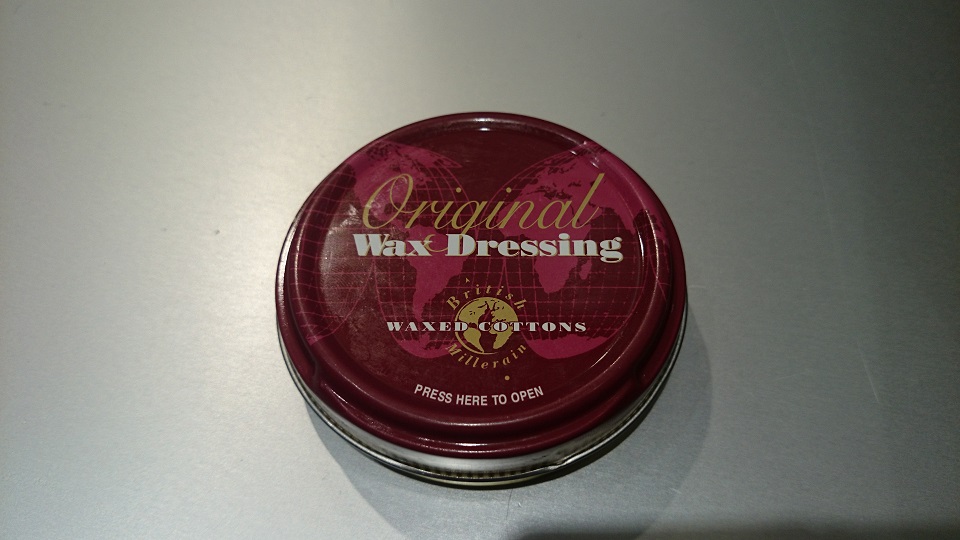 Original
Wax Dressing
British
WAXED COTTONS
Millerain
PRESS HERE TO OPEN